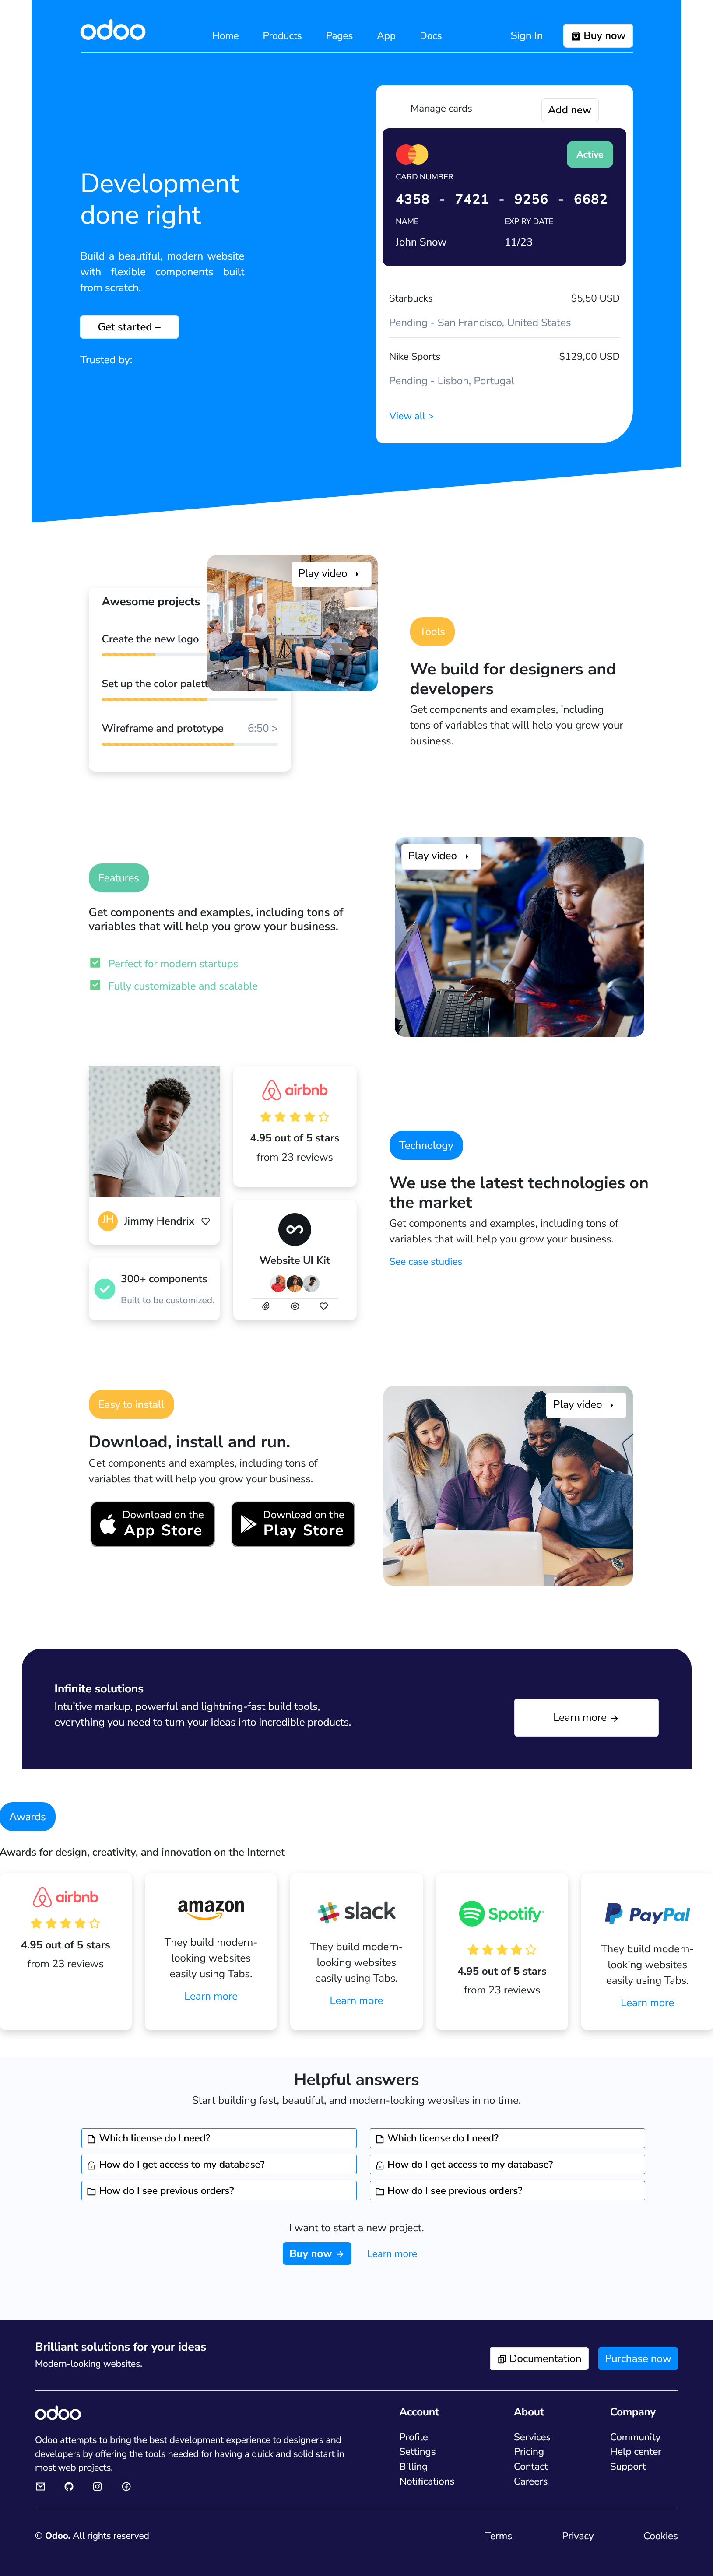 odoo
Home Products Pages App Docs
Sign In
Buy now
Manage cards
Add new
Active
CARD NUMBER
4358 - 7421 - 9256 - 6682
NAME
EXPIRY DATE
John Snow
11/23
Starbucks
$5,50 USD
Pending - San Francisco, United States
Nike Sports
$129,00 USD
Pending - Lisbon, Portugal
View all >
Development
done right
Build a beautiful, modern website
with flexible components built
from scratch.
Get started +
Trusted by:
Play video
Awesome projects
Create the new logo
Set up the color palett
Wireframe and prototype
6:50 >
Tools
We build for designers and
developers
Get components and examples, including
tons of variables that will help you grow your
business.
Features
Get components and examples, including tons of
variables that will help you grow your business.
Perfect for modern startups
Fully customizable and scalable
Play video
JH
Jimmy Hendrix
300+ components
Built to be customized.
airbnb
4.95 out of 5 stars
from 23 reviews
Website UI Kit
Technology
We use the latest technologies on
the market
Get components and examples, including tons of
variables that will help you grow your business.
See case studies
Easy to install
Download, install and run.
Get components and examples, including tons of
variables that will help you grow your business.
Download on the
App Store
Download on the
Play Store
Play video
Infinite solutions
Intuitive markup, powerful and lightning-fast build tools,
everything you need to turn your ideas into incredible products.
Learn more →
Awards
Awards for design, creativity, and innovation on the Internet
airbnb
4.95 out of 5 stars
from 23 reviews
amazon
They build modern-
looking websites
easily using Tabs.
Learn more
slack
They build modern-
looking websites
easily using Tabs.
Learn more
Spotify
4.95 out of 5 stars
from 23 reviews
PayPal
They build modern-
looking websites
easily using Tabs.
Learn more
Helpful answers
Start building fast, beautiful, and modern-looking websites in no time.
Which license do I need?
How do I get access to my database?
How do I see previous orders?
Which license do I need?
How do I get access to my database?
How do I see previous orders?
I want to start a new project.
Buy now →
Learn more
Brilliant solutions for your ideas
Modern-looking websites.
Documentation
Purchase now
odoo
Odoo attempts to bring the best development experience to designers and
developers by offering the tools needed for having a quick and solid start in
most web projects.
Account
Profile
Settings
Billing
Notifications
About
Services
Pricing
Contact
Careers
Company
Community
Help center
Support
© Odoo. All rights reserved
Terms
Privacy
Cookies